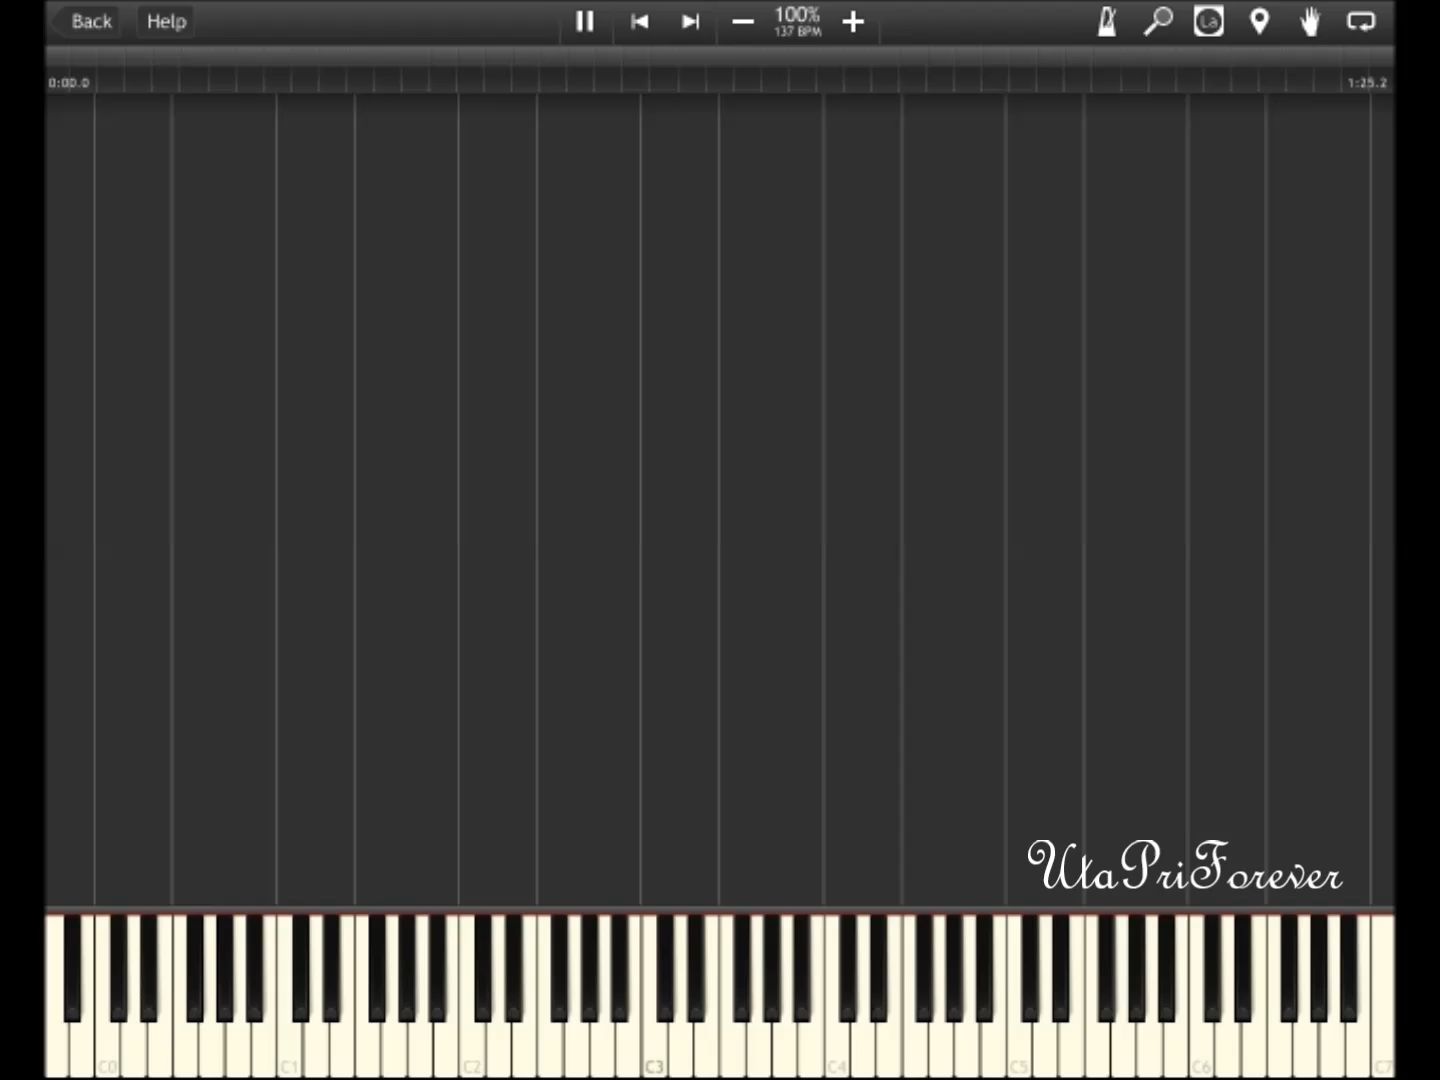 Back Help 100% La
137 BPM
0:00.0 1:25.2
UtaPriForever
C0 C1 C2 C3 C4 C5 C6 C7